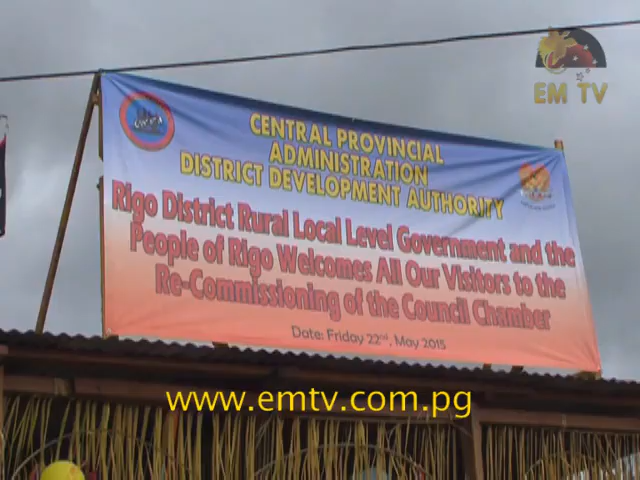 EM TV
CENTRAL PROVINCIAL
ADMINISTRATION
DISTRICT DEVELOPMENT AUTHORITY
Rigo District Rural Local Level Government and the
People of Rigo Welcomes All Our Visitors to the
Re-Commissioning of the Council Chamber
Date: Friday 22nd, May 2015
www.emtv.com.pg